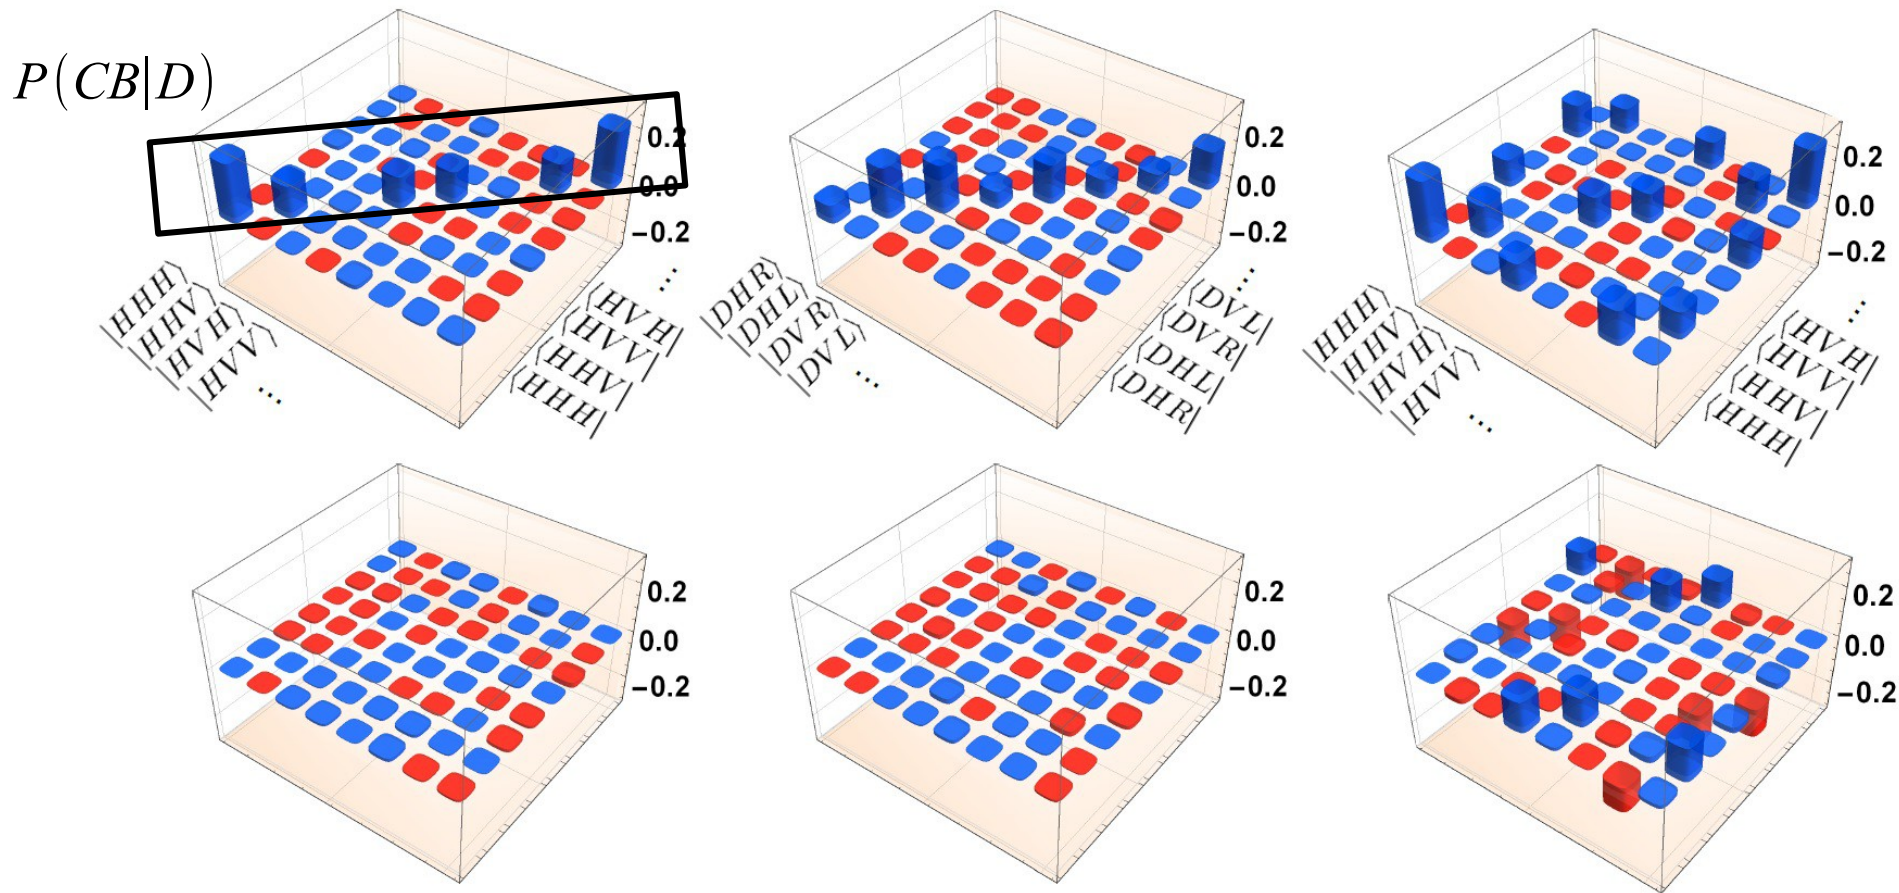 P(CB|D)
0.2
0.0
−0.2
|HHH⟩
|HHV⟩
|HVH⟩
|HVV⟩
...
⋮
⟨HVH|
⟨HVV|
⟨HHV|
⟨HHH|
0.2
0.0
−0.2
|DHR⟩
|DHL⟩
|DVR⟩
|DVL⟩
...
⋮
⟨DVL|
⟨DVR|
⟨DHL|
⟨DHR|
0.2
0.0
−0.2
|HHH⟩
|HHV⟩
|HVH⟩
|HVV⟩
...
⋮
⟨HVH|
⟨HVV|
⟨HHV|
⟨HHH|
0.2
0.0
−0.2
0.2
0.0
−0.2
0.2
0.0
−0.2